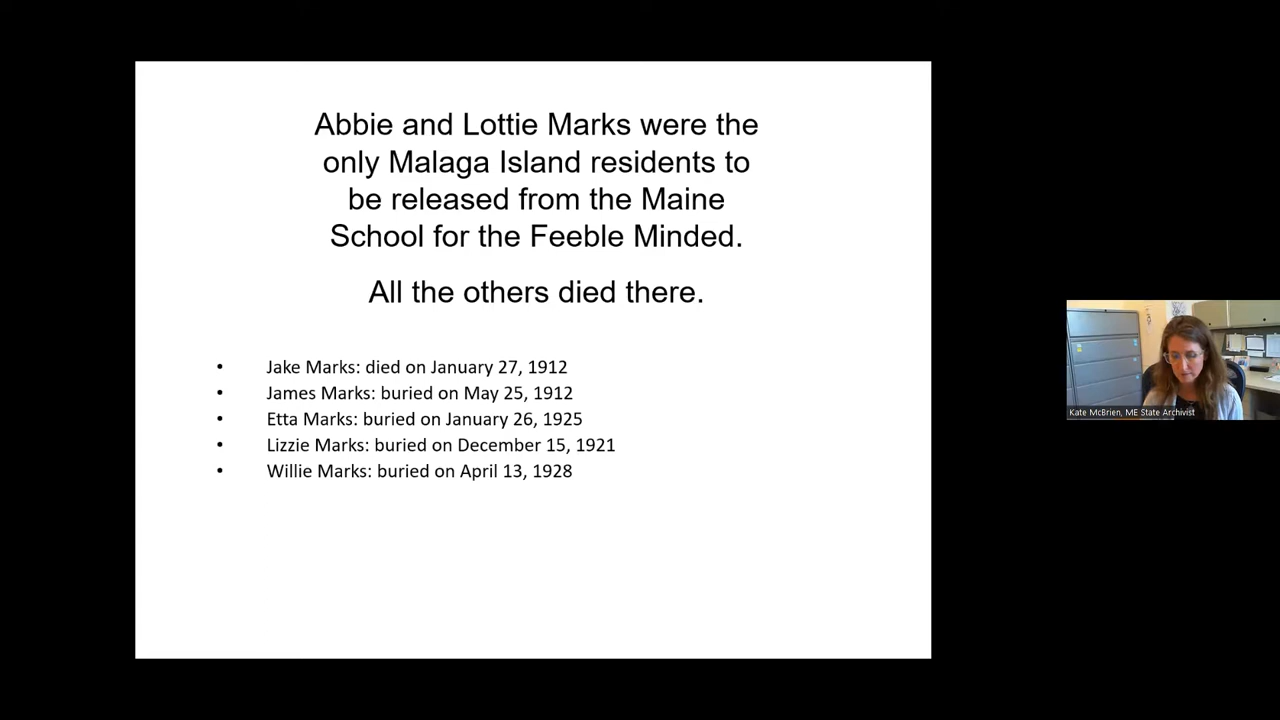 Abbie and Lottie Marks were the
only Malaga Island residents to
be released from the Maine
School for the Feeble Minded.
All the others died there.
• Jake Marks: died on January 27, 1912
• James Marks: buried on May 25, 1912
• Etta Marks: buried on January 26, 1925
• Lizzie Marks: buried on December 15, 1921
• Willie Marks: buried on April 13, 1928
Kate McBrien, ME State Archivist